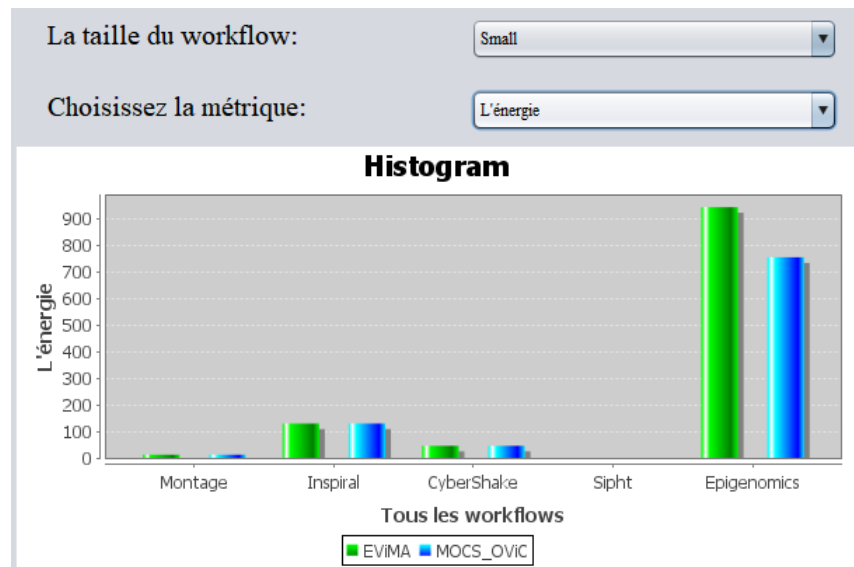 La taille du workflow:
Small
Choisissez la métrique:
L'énergie
Histogram
900
800
700
600
500
400
300
200
100
0
L'énergie
Montage
Inspiral
CyberShake
Sipht
Epigenomics
Tous les workflows
EViMA MOCS_OViC